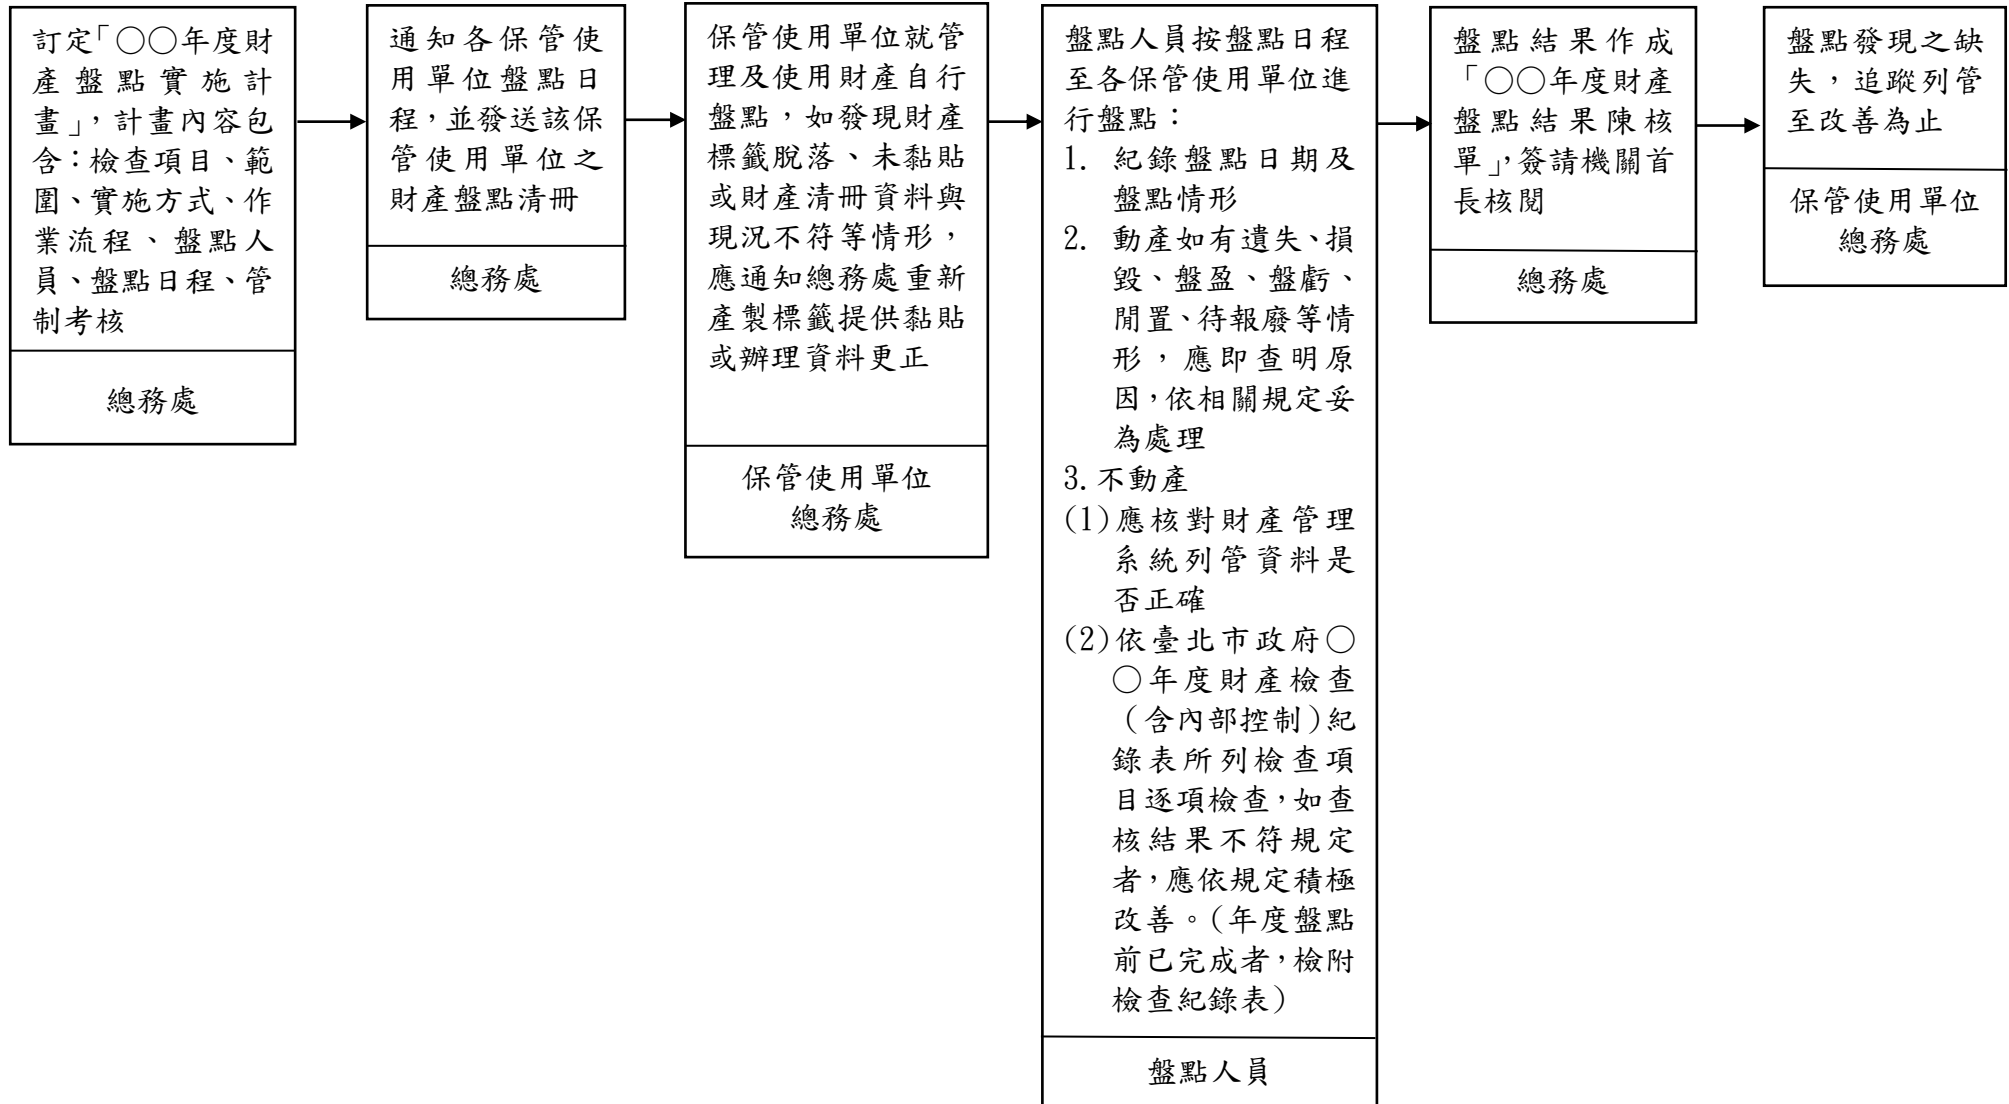 訂定「○○年度財
產盤點實施計
畫」，計畫內容包
含：檢查項目、範
圍、實施方式、作
業流程、盤點人
員、盤點日程、管
制考核
總務處
通知各保管使
用單位盤點日
程，並發送該保
管使用單位之
財產盤點清冊
總務處
保管使用單位就管
理及使用財產自行
盤點，如發現財產
標籤脫落、未黏貼
或財產清冊資料與
現況不符等情形，
應通知總務處重新
產製標籤提供黏貼
或辦理資料更正
保管使用單位
總務處
盤點人員按盤點日程
至各保管使用單位進
行盤點：
1. 紀錄盤點日期及
盤點情形
2. 動產如有遺失、損
毀、盤盈、盤虧、
閒置、待報廢等情
形，應即查明原
因，依相關規定妥
為處理
3.不動產
(1)應核對財產管理
系統列管資料是
否正確
(2)依臺北市政府○
○年度財產檢查
（含內部控制）紀
錄表所列檢查項
目逐項檢查，如查
核結果不符規定
者，應依規定積極
改善。（年度盤點
前已完成者，檢附
檢查紀錄表）
盤點人員
盤點結果作成
「○○年度財產
盤點結果陳核
單」，簽請機關首
長核閱
總務處
盤點發現之缺
失，追蹤列管
至改善為止
保管使用單位
總務處